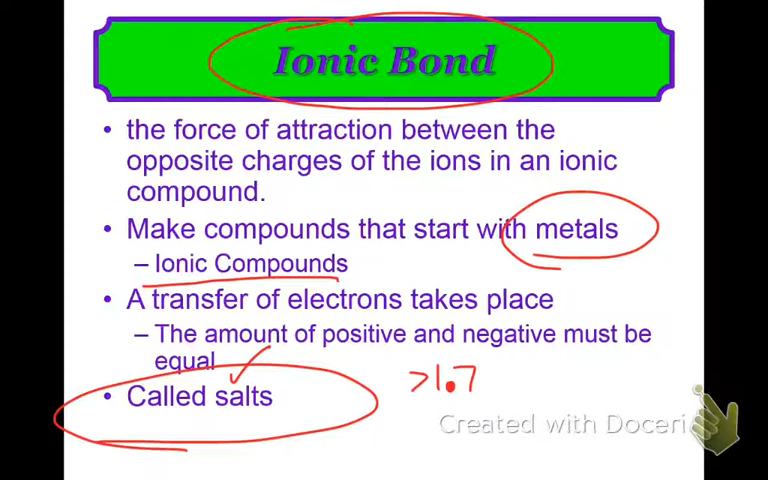 Ionic Bond
• the force of attraction between the
opposite charges of the ions in an ionic
compound.
• Make compounds that start with metals
– Ionic Compounds
• A transfer of electrons takes place
– The amount of positive and negative must be
equal
• Called salts
>1.7
Created with Doceri